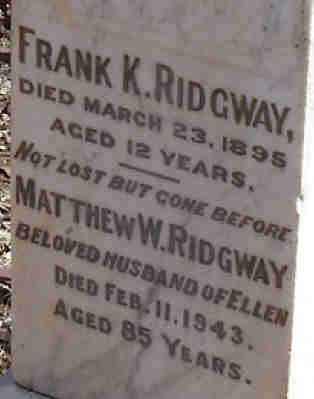 FRANK K. RIDGWAY,
DIED MARCH 23, 1895
AGED 12 YEARS.
NOT LOST BUT GONE BEFORE
MATTHEW W. RIDGWAY
BELOVED HUSBAND OF ELLEN
DIED FEB. 11. 1943.
AGED 85 YEARS.